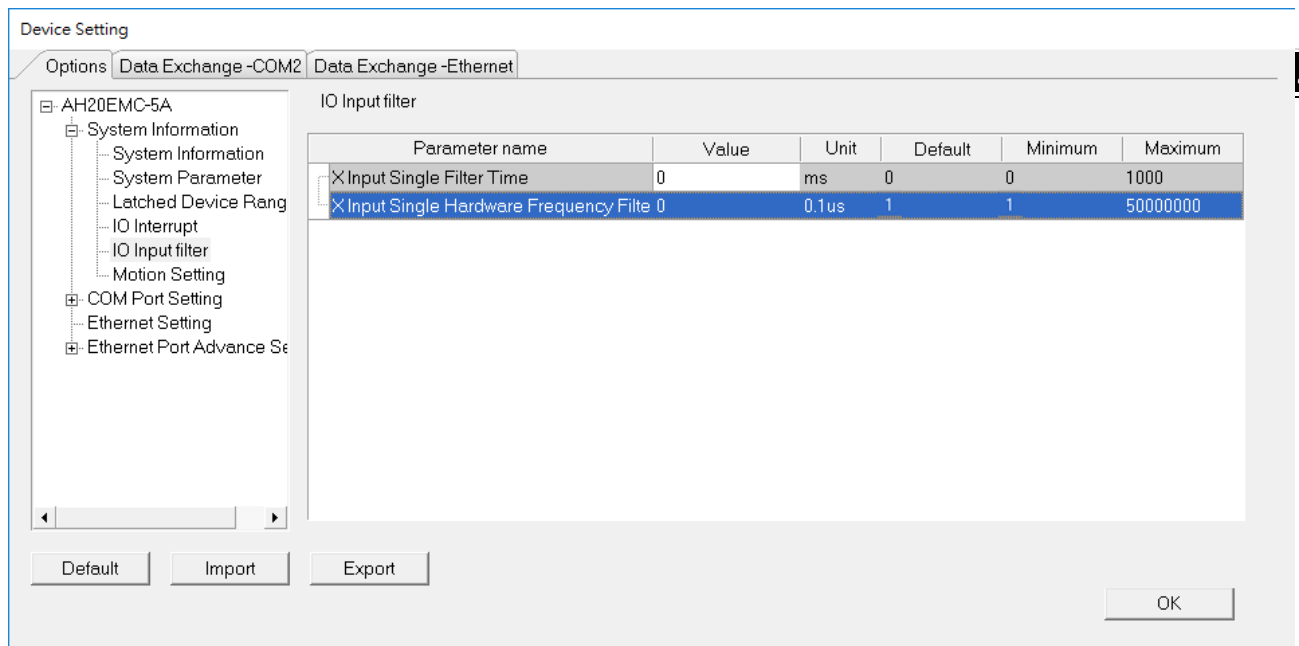 Device Setting
Options Data Exchange -COM2 Data Exchange -Ethernet
AH20EMC-5A
System Information
System Information
System Parameter
Latched Device Rang
IO Interrupt
IO Input filter
Motion Setting
COM Port Setting
Ethernet Setting
Ethernet Port Advance Se
IO Input filter
Parameter name Value Unit Default Minimum Maximum
X Input Single Filter Time 0 ms 0 0 1000
X Input Single Hardware Frequency Filte 0 0.1us 1 1 50000000
Default Import Export
OK